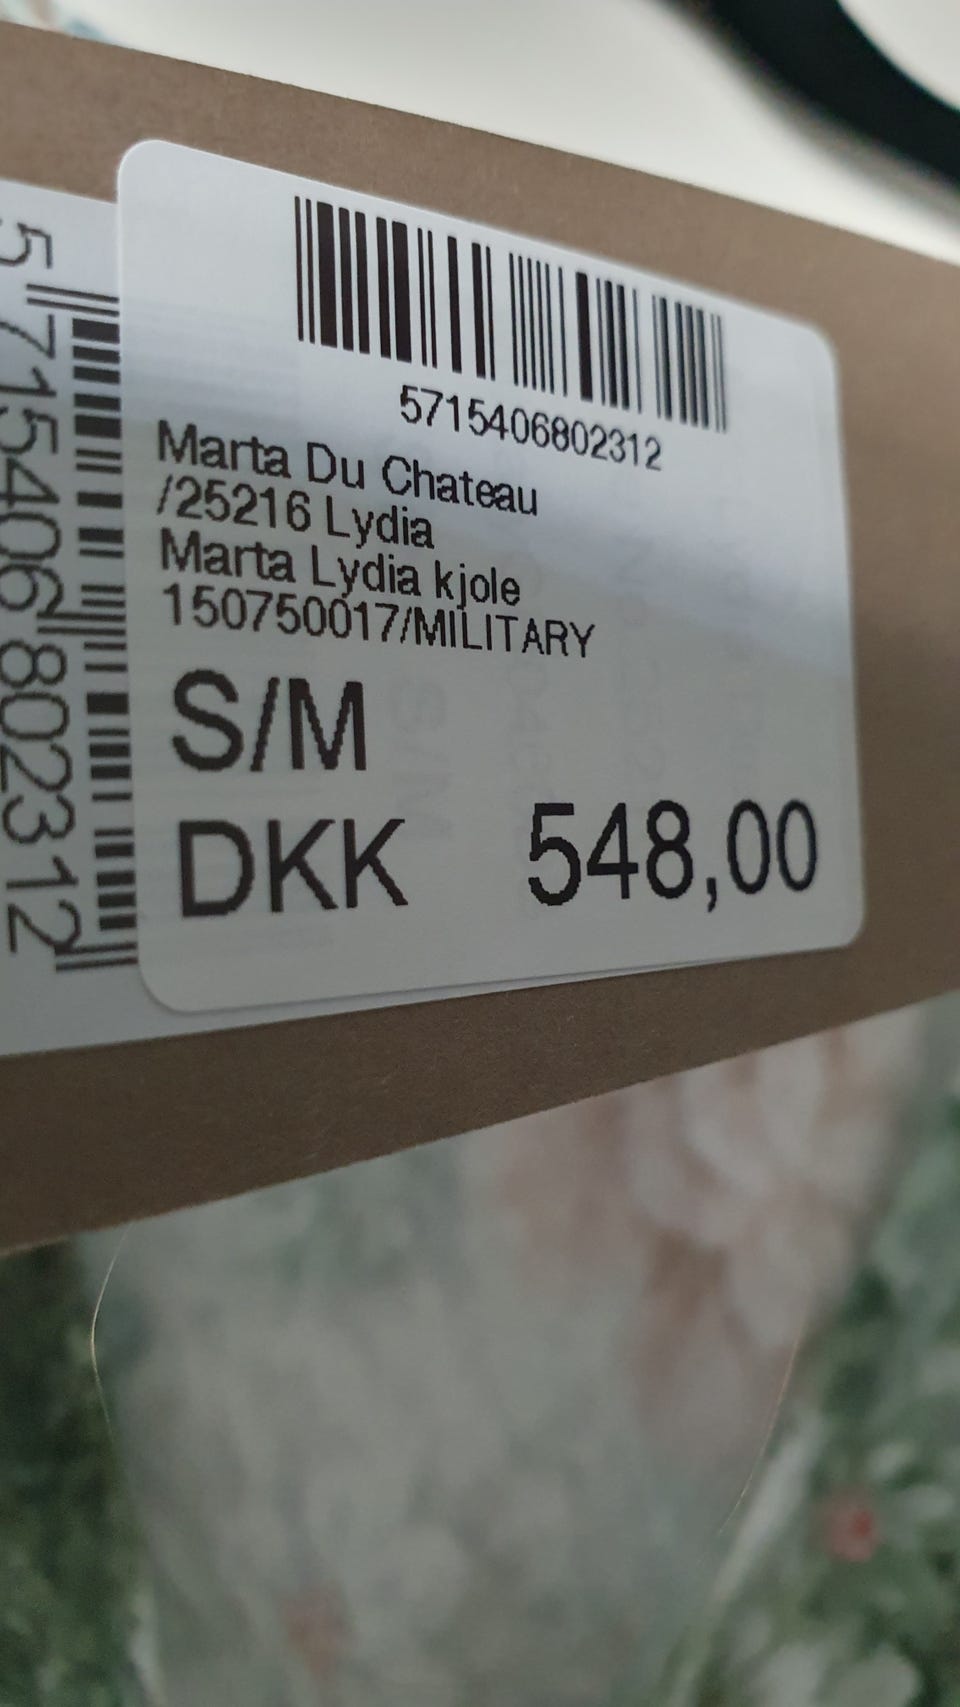 5715406802312
Marta Du Chateau
/25216 Lydia
Marta Lydia kjole
150750017/MILITARY
S/M
DKK 548,00
5 715406 802312